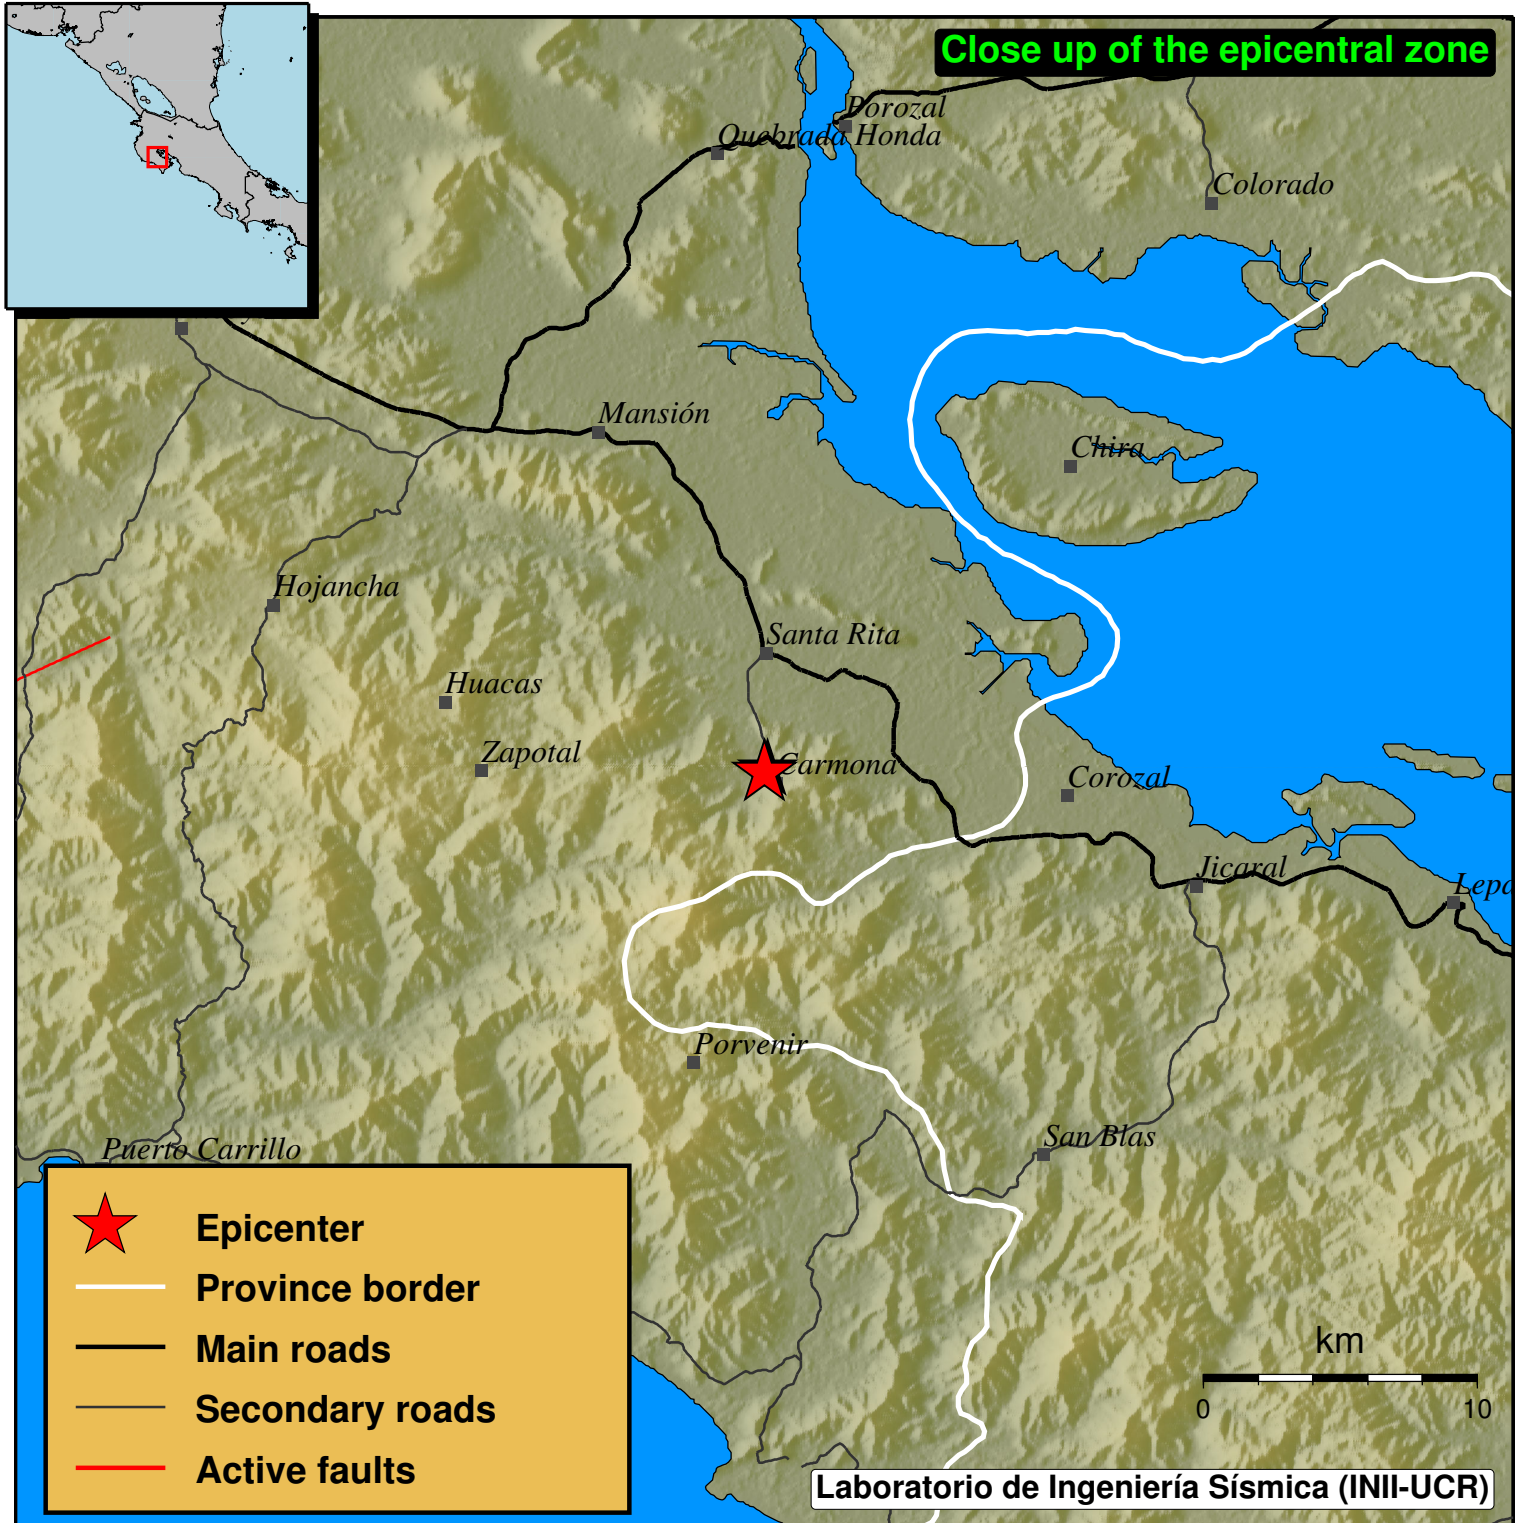 Close up of the epicentral zone
Porozal
Quebrada Honda
Colorado
Mansión
Chira
Hojancha
Santa Rita
Huacas
Zapotal
Carmona
Corozal
Jicaral
Lepa
Porvenir
San Blas
Puerto Carrillo
Epicenter
Province border
Main roads
Secondary roads
Active faults
km
0 10
Laboratorio de Ingeniería Sísmica (INII-UCR)